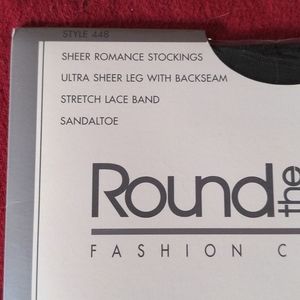 STYLE 448
SHEER ROMANCE STOCKINGS
ULTRA SHEER LEG WITH BACKSEAM
STRETCH LACE BAND
SANDALTOE
Round the
FASHION C